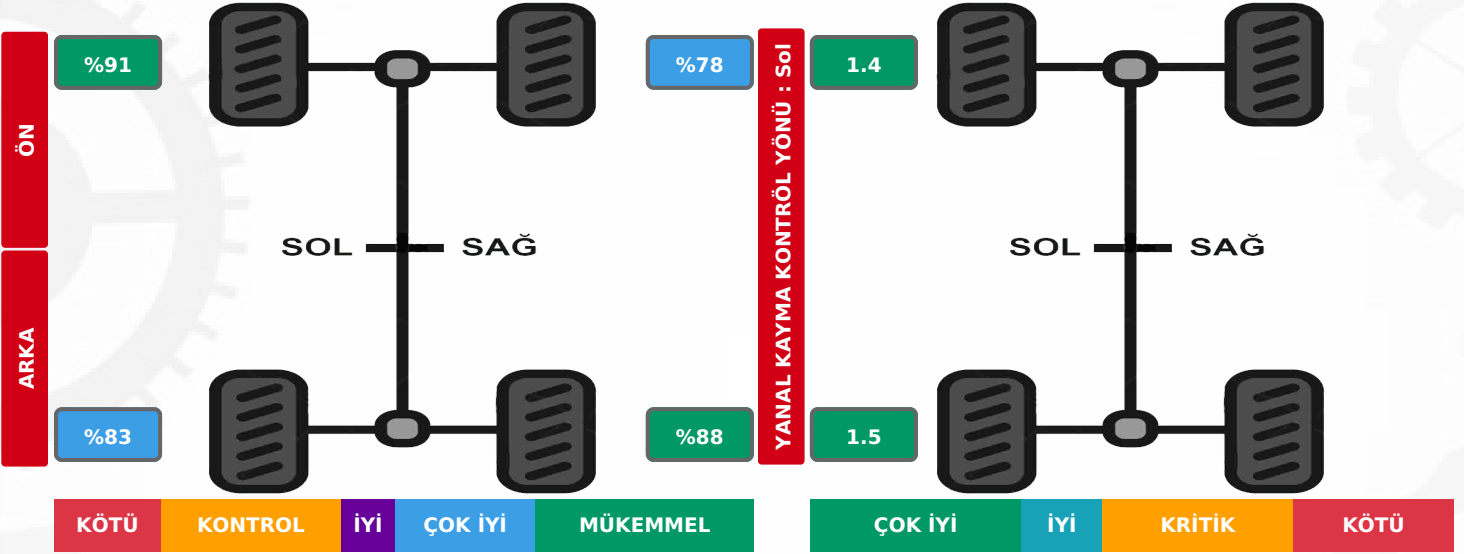 ÖN
%91
%78
SOL
SAĞ
ARKA
%83
%88
KÖTÜ
KONTROL
İYİ
ÇOK İYİ
MÜKEMMEL
YANAL KAYMA KONTRÖL YÖNÜ : Sol
1.4
SOL
SAĞ
1.5
ÇOK İYİ
İYİ
KRİTİK
KÖTÜ